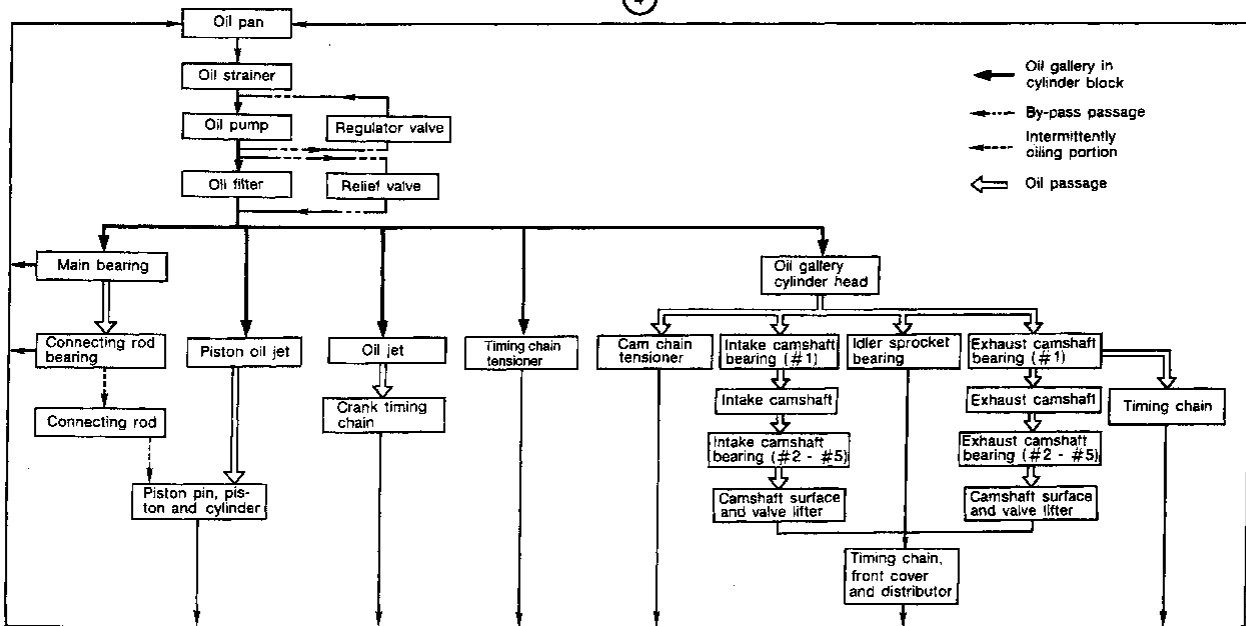 4
Oil pan
Oil strainer
Oil pump
Regulator valve
Oil filter
Relief valve
Oil gallery in
cylinder block
By-pass passage
Intermittently
oiling portion
Oil passage
Main bearing
Oil gallery
cylinder head
Connecting rod
bearing
Piston oil jet
Oil jet
Timing chain
tensioner
Cam chain
tensioner
Intake camshaft
bearing (#1)
Idler sprocket
bearing
Exhaust camshaft
bearing (#1)
Connecting rod
Crank timing
chain
Intake camshaft
Exhaust camshaft
Timing chain
Intake camshaft
bearing (#2 - #5)
Exhaust camshaft
bearing (#2 - #5)
Piston pin, pis-
ton and cylinder
Camshaft surface
and valve lifter
Camshaft surface
and valve lifter
Timing chain,
front cover
and distributor